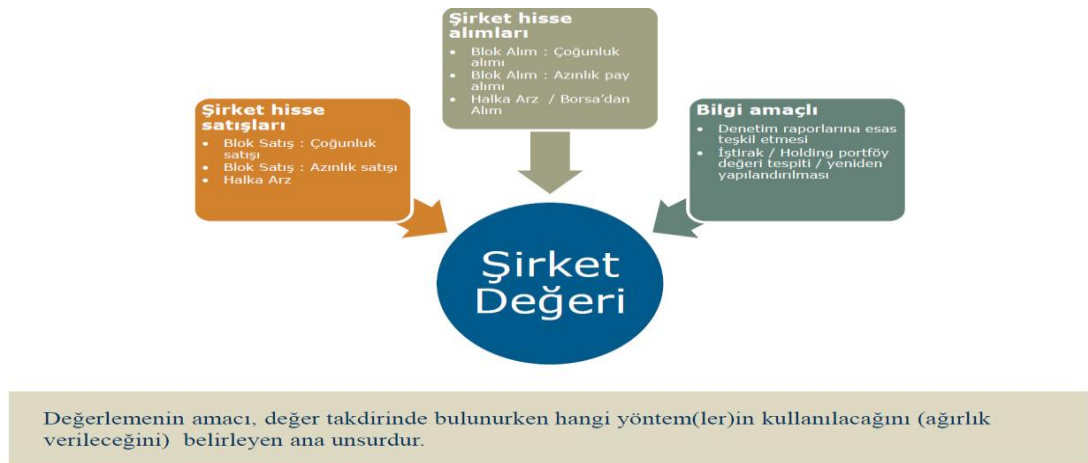 Şirket hisse
satışları
• Blok Satış : Çoğunluk
satışı
• Blok Satış : Azınlık satışı
• Halka Arz
Şirket hisse
alımları
• Blok Alım : Çoğunluk
alımı
• Blok Alım : Azınlık pay
alımı
• Halka Arz / Borsa'dan
Alım
Bilgi amaçlı
• Denetim raporlarına esas
teşkil etmesi
• İştirak / Holding portföy
değeri tespiti / yeniden
yapılandırılması
Şirket
Değeri
Değerlemenin amacı, değer takdirinde bulunurken hangi yöntem(ler)in kullanılacağını (ağırlık
verileceğini) belirleyen ana unsurdur.